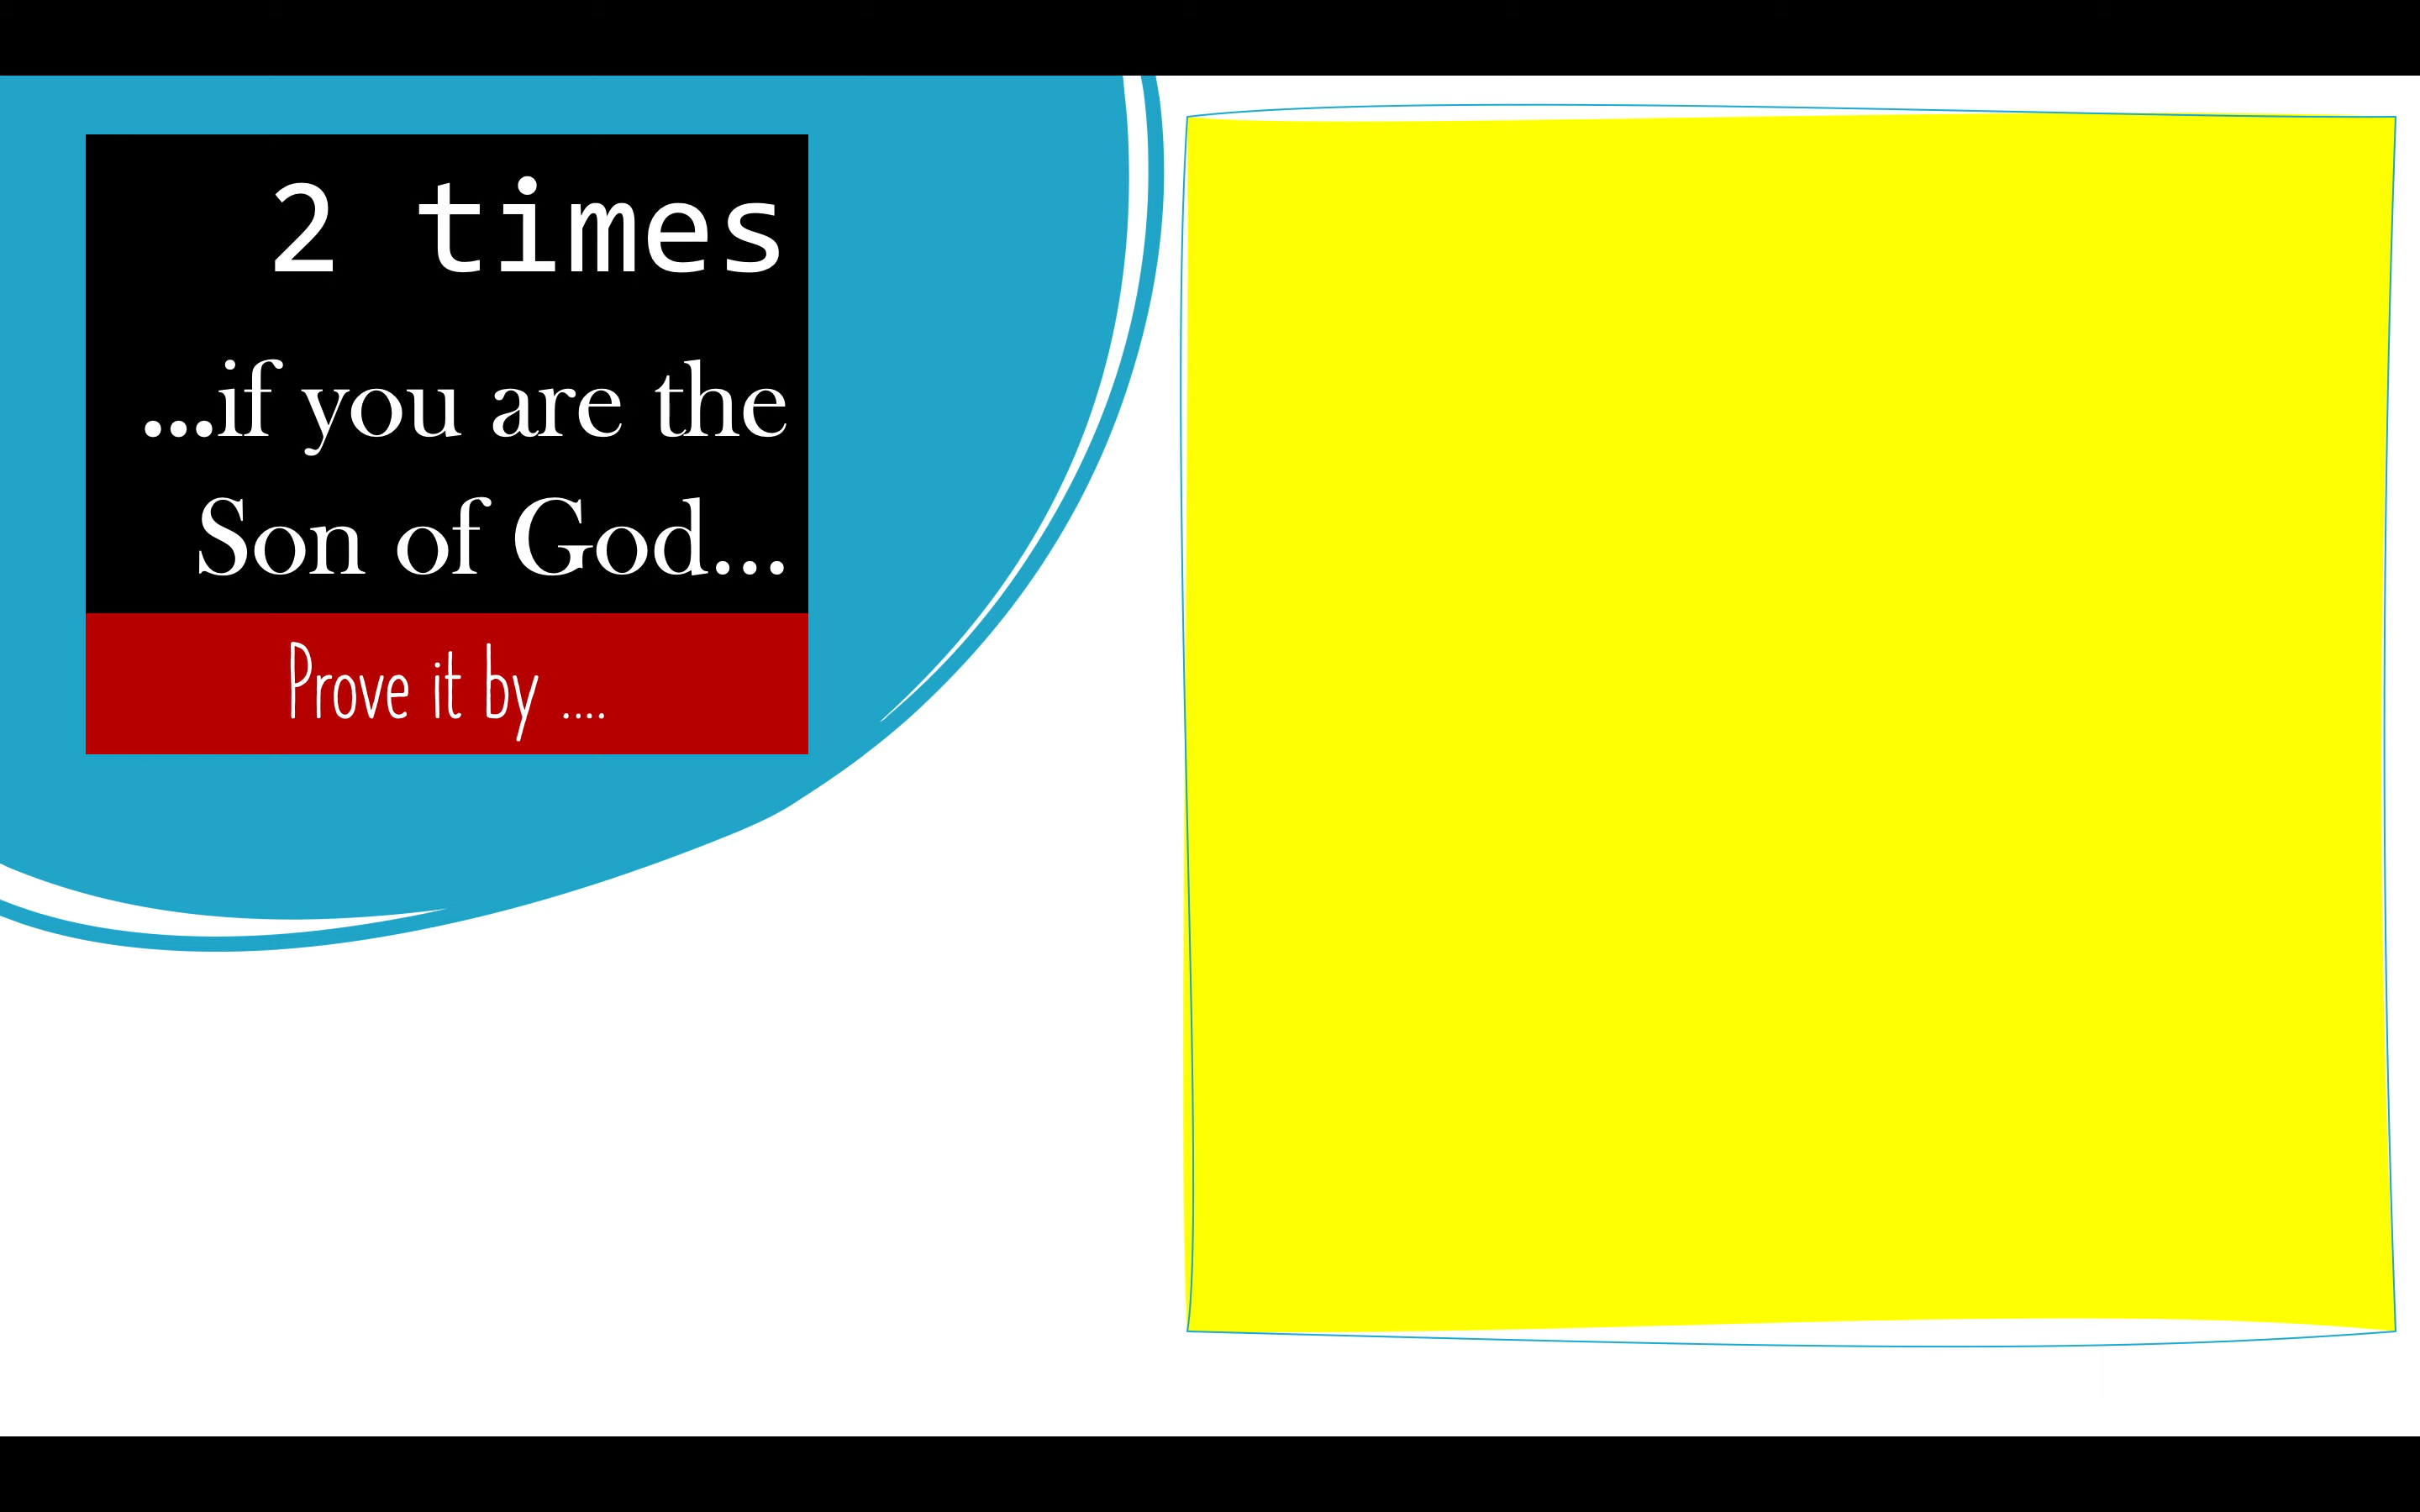 2 times
...if you are the
Son of God...
Prove it by ....